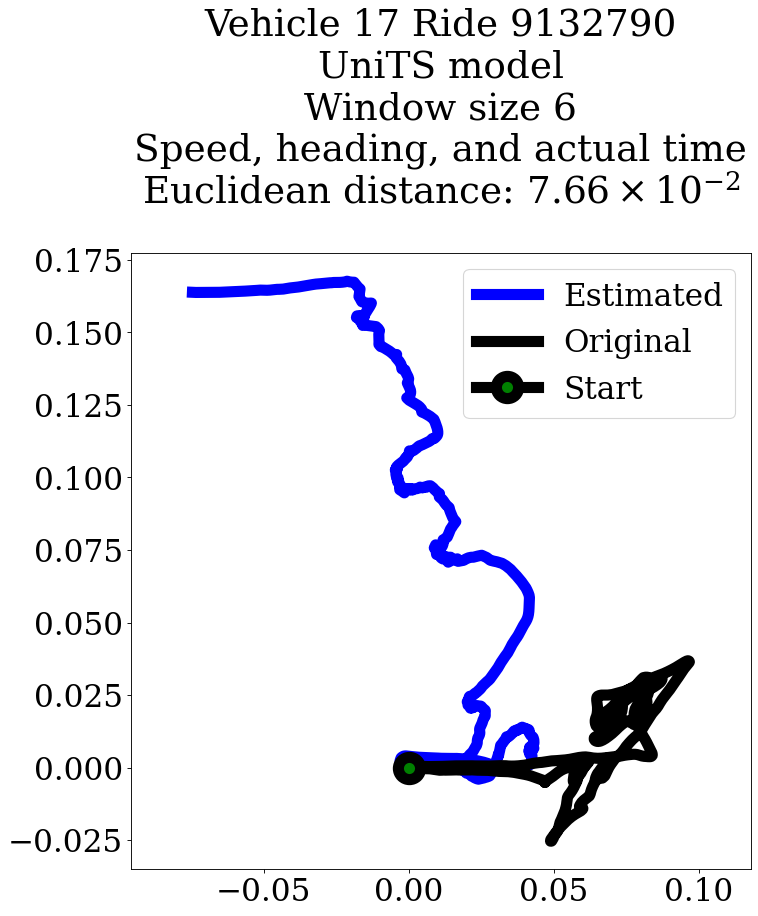 Vehicle 17 Ride 9132790
UniTS model
Window size 6
Speed, heading, and actual time
Euclidean distance: 7.66 × 10⁻²
0.175
0.150
0.125
0.100
0.075
0.050
0.025
0.000
−0.025
Estimated
Original
Start
−0.05
0.00
0.05
0.10